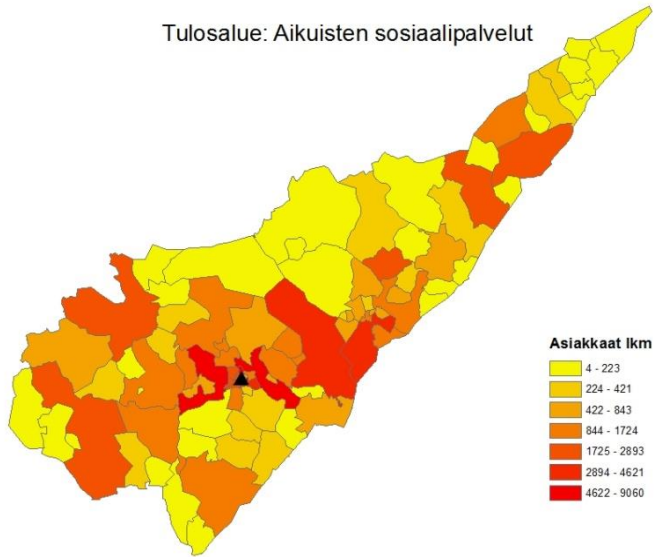 Tulosalue: Aikuisten sosiaalipalvelut
Asiakkaat lkm
4 - 223
224 - 421
422 - 843
844 - 1724
1725 - 2893
2894 - 4621
4622 - 9060